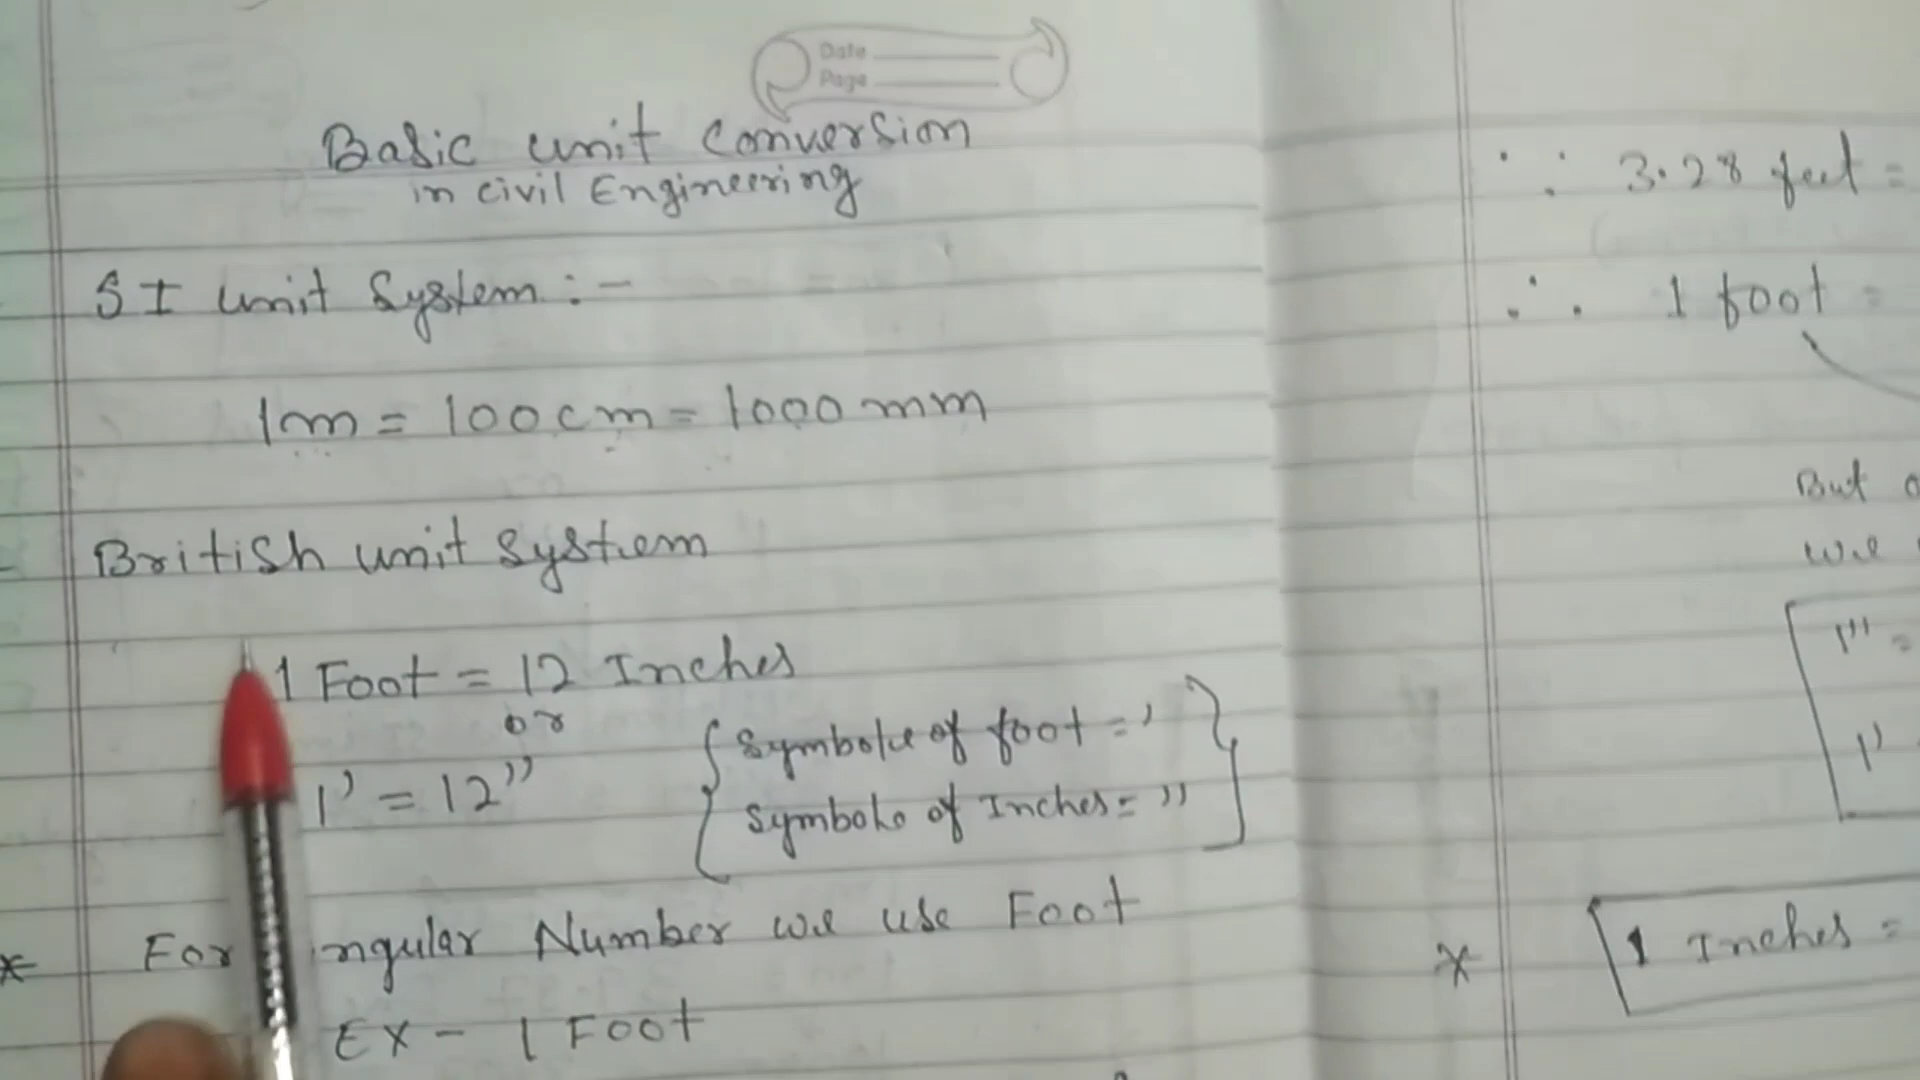 Date
Page
Basic unit conversion
in civil Engineering
SI unit System :-
1m = 100cm = 1000 mm
British unit system
1 Foot = 12 Inches
or
1' = 12"
Symbole of foot = '
Symbole of Inches = "
* For ngular Number we use Foot
EX - 1 Foot
∵ 3.28 feet =
∴ 1 foot =
But
we
1''' =
1'
* 1 Inches =